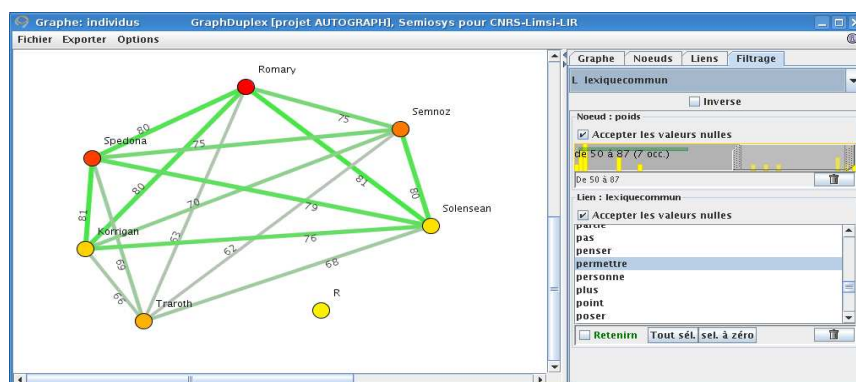 Graphe: individus GraphDuplex [projet AUTOGRAPH], Semiosys pour CNRS-Limsi-LIR
Fichier Exporter Options
Graphe Noeuds Liens Filtrage
L lexiquecommun
Inverse
Noeud : poids
Accepter les valeurs nulles
de 50 à 87 (7 occ.)
De 50 à 87
Lien : lexiquecommun
Accepter les valeurs nulles
partie
pas
penser
permettre
personne
plus
point
poser
Retenirn Tout sél. sel. à zéro
Romary
Semnoz
Spedona
Solensean
Korrigan
Traroth
R
80
75
75
80
81
80
81
70
79
63
76
62
69
68
66